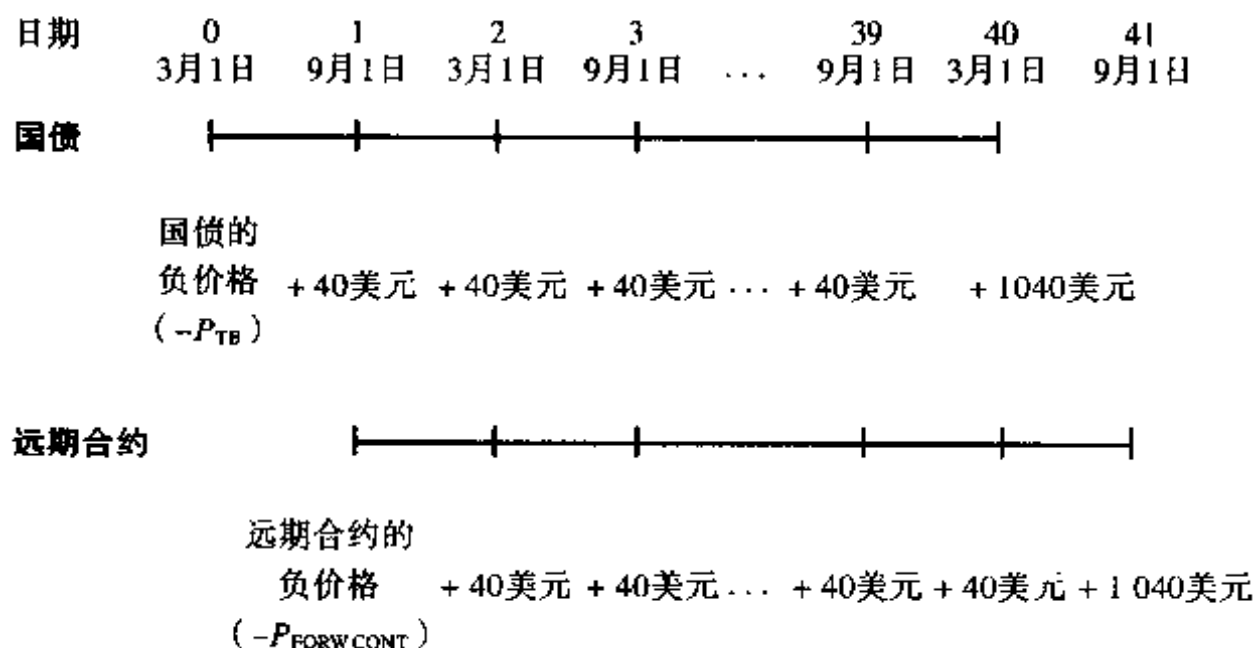 日期 0 1 2 3 39 40 41
3月1日 9月1日 3月1日 9月1日 ... 9月1日 3月1日 9月1日
国债
国债的
负价格 +40美元 +40美元 +40美元 ... +40美元 +1040美元
(-P_TB)
远期合约
远期合约的
负价格 +40美元 +40美元 ... +40美元 +40美元 +1 040美元
(-P_FORW CONT)